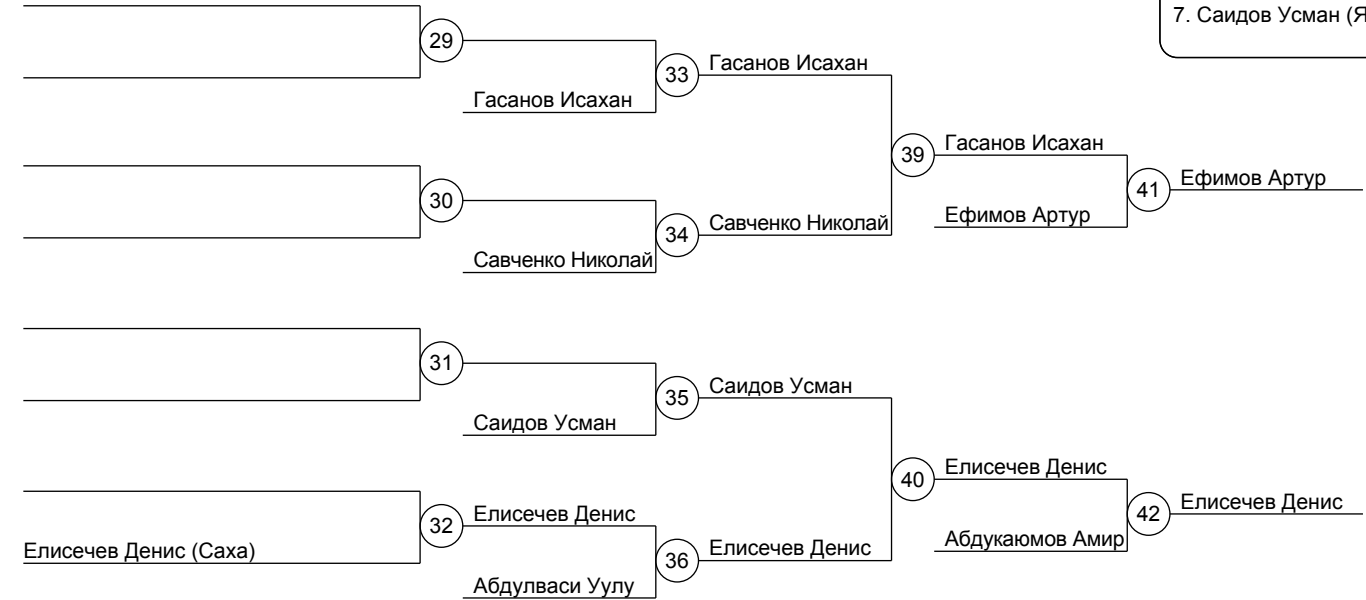 7. Саидов Усман (Я
29
Гасанов Исахан
33
Гасанов Исахан
39
Гасанов Исахан
Ефимов Артур
41
Ефимов Артур
30
Савченко Николай
34
Савченко Николай
31
Саидов Усман
35
Саидов Усман
40
Елисечев Денис
Абдукаюмов Амир
42
Елисечев Денис
Елисечев Денис (Саха)
32
Елисечев Денис
Абдулваси Уулу
36
Елисечев Денис